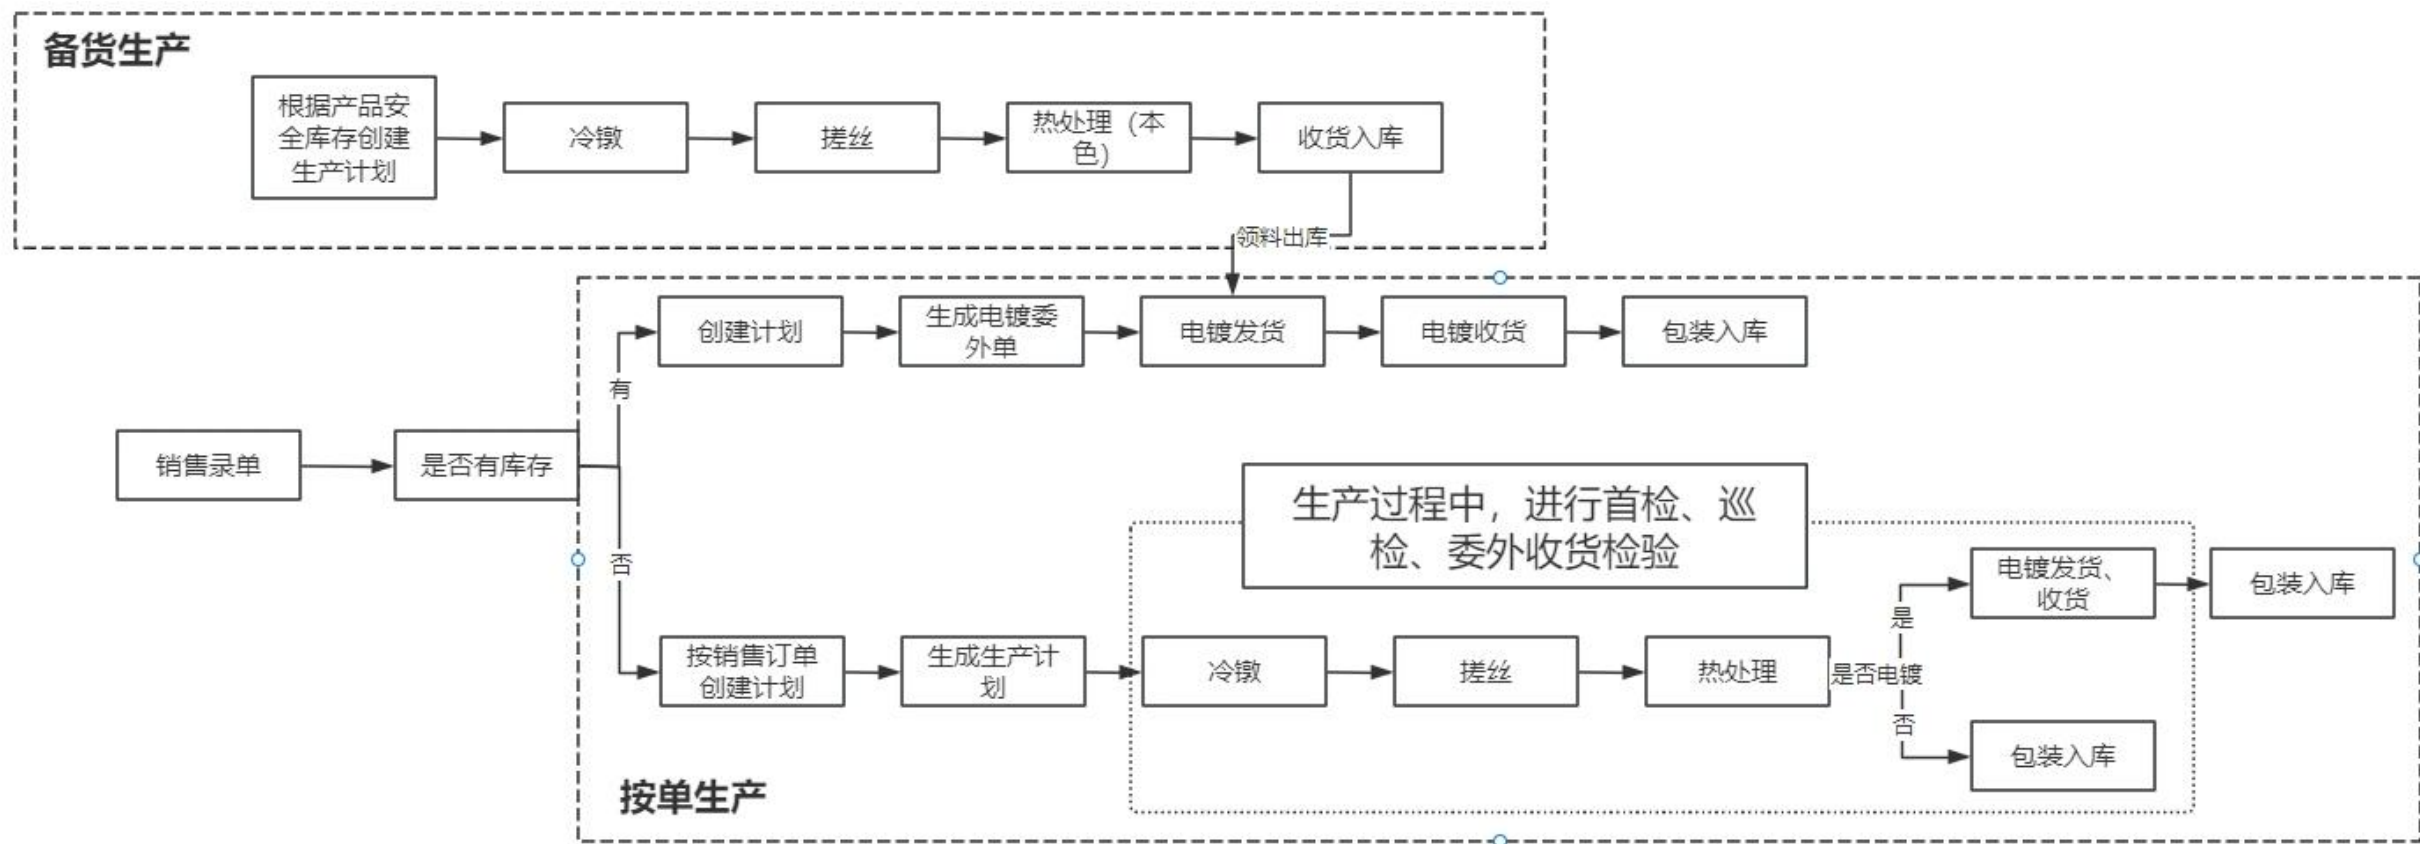 备货生产
根据产品安
全库存创建
生产计划
冷镦
搓丝
热处理（本
色）
收货入库
领料出库
创建计划
生成电镀委
外单
电镀发货
电镀收货
包装入库
有
销售录单
是否有库存
否
生产过程中，进行首检、巡
检、委外收货检验
按销售订单
创建计划
生成生产计
划
冷镦
搓丝
热处理
是否电镀
是
电镀发货、
收货
包装入库
否
包装入库
按单生产